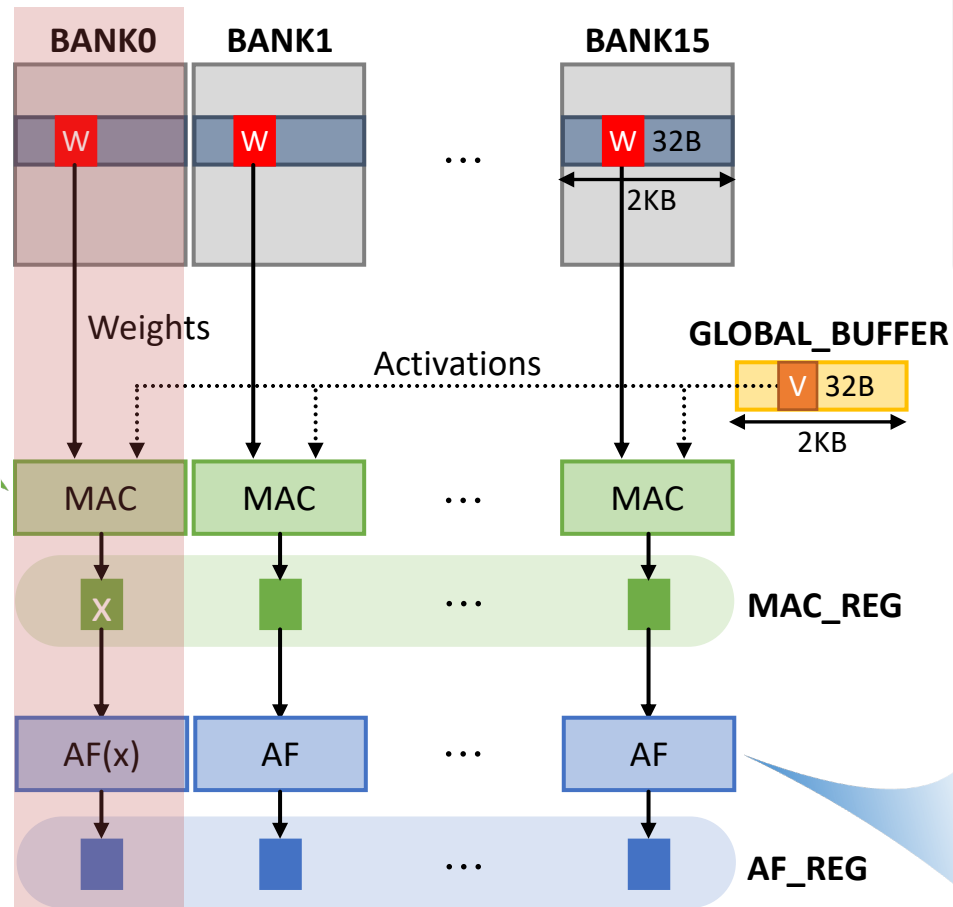 BANK0 BANK1 BANK15
W W ... W 32B
2KB
Weights
GLOBAL_BUFFER
Activations
V 32B
2KB
MAC MAC ... MAC
X ... MAC_REG
AF(x) AF ... AF
... AF_REG